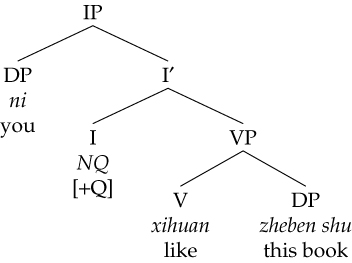 IP
DP I′
ni
you
I VP
NQ
[+Q]
V DP
xihuan zheben shu
like this book